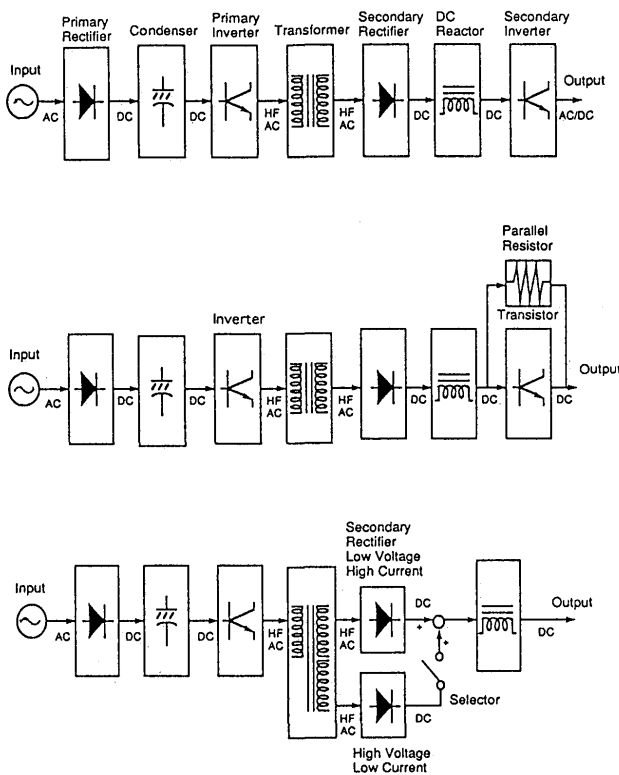 Primary
Rectifier
Condenser
Primary
Inverter
Transformer
Secondary
Rectifier
DC
Reactor
Secondary
Inverter
Input
Output
AC
DC
DC
HF
AC
HF
AC
DC
DC
AC/DC
Parallel
Resistor
Transistor
Inverter
Input
Output
AC
DC
DC
HF
AC
HF
AC
DC
DC
DC
Secondary
Rectifier
Low Voltage
High Current
Input
Output
AC
DC
DC
HF
AC
HF
AC
DC
+
+
DC
Selector
HF
AC
DC
High Voltage
Low Current